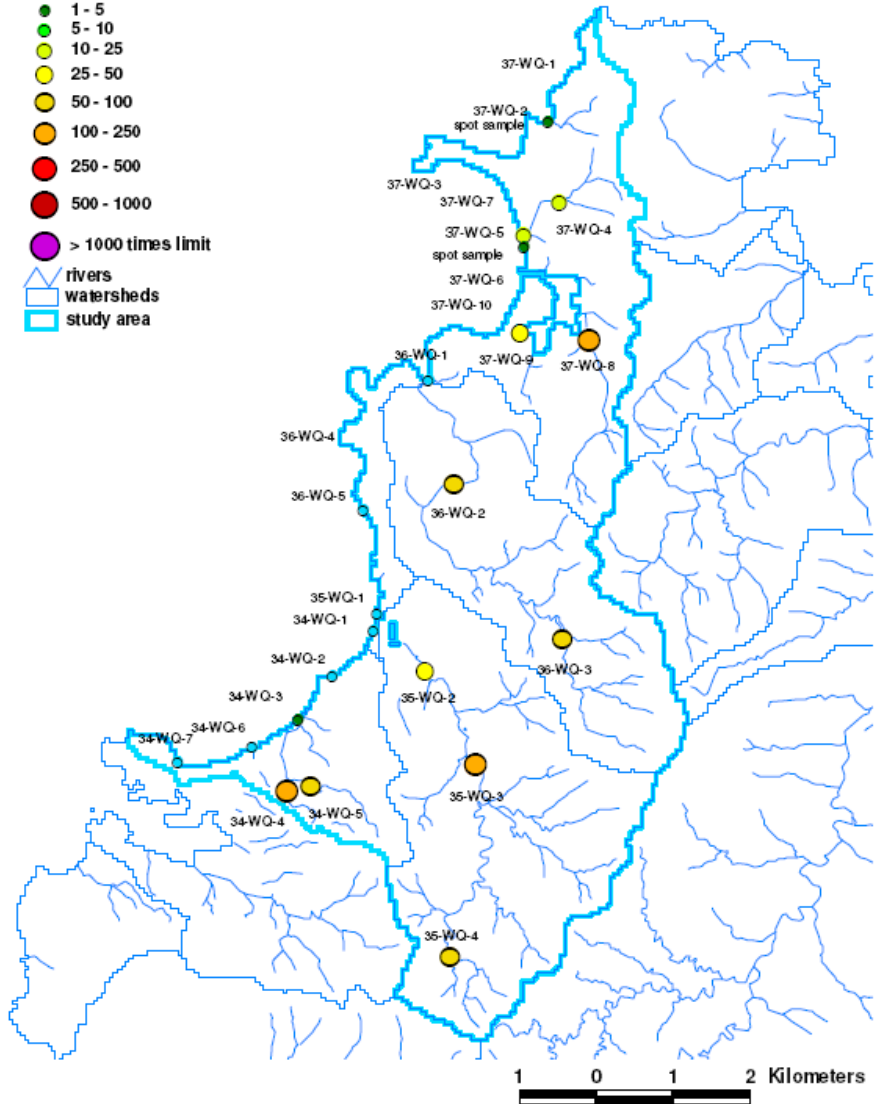 1 - 5
5 - 10
10 - 25
25 - 50
50 - 100
100 - 250
250 - 500
500 - 1000
> 1000 times limit
rivers
watersheds
study area
37-WQ-1
37-WQ-2
spot sample
37-WQ-3
37-WQ-7
37-WQ-4
37-WQ-5
spot sample
37-WQ-6
37-WQ-10
36-WQ-1
37-WQ-9
37-WQ-8
36-WQ-4
36-WQ-5
36-WQ-2
35-WQ-1
34-WQ-1
34-WQ-2
36-WQ-3
34-WQ-3
35-WQ-2
34-WQ-6
34-WQ-7
35-WQ-3
34-WQ-4
34-WQ-5
35-WQ-4
1 0 1 2 Kilometers